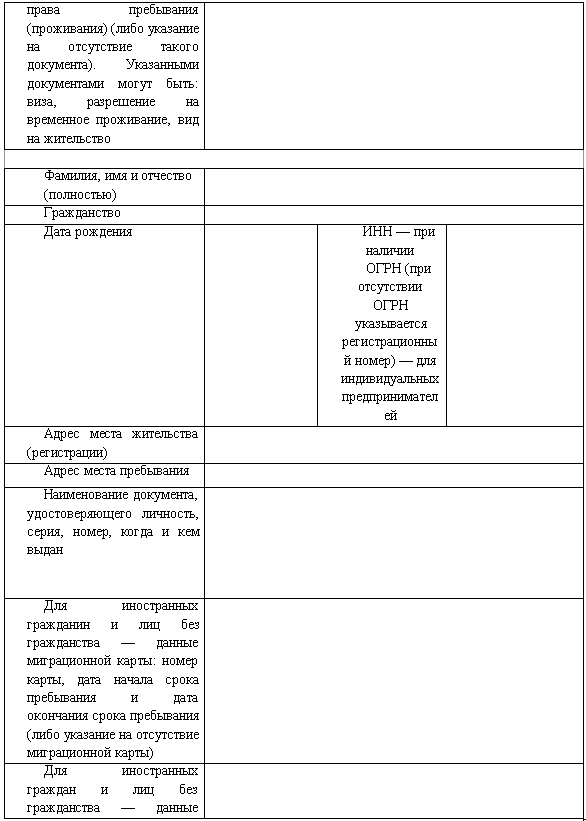 права пребывания
(проживания) (либо указание
на отсутствие такого
документа). Указанными
документами могут быть:
виза, разрешение на
временное проживание, вид
на жительство
Фамилия, имя и отчество
(полностью)
Гражданство
Дата рождения
ИНН — при
наличии
ОГРН (при
отсутствии
ОГРН
указывается
регистрационны
й номер) — для
индивидуальных
предпринимател
ей
Адрес места жительства
(регистрации)
Адрес места пребывания
Наименование документа,
удостоверяющего личность,
серия, номер, когда и кем
выдан
Для иностранных
гражданин и лиц без
гражданства — данные
миграционной карты: номер
карты, дата начала срока
пребывания и дата
окончания срока пребывания
(либо указание на отсутствие
миграционной карты)
Для иностранных
граждан и лиц без
гражданства — данные